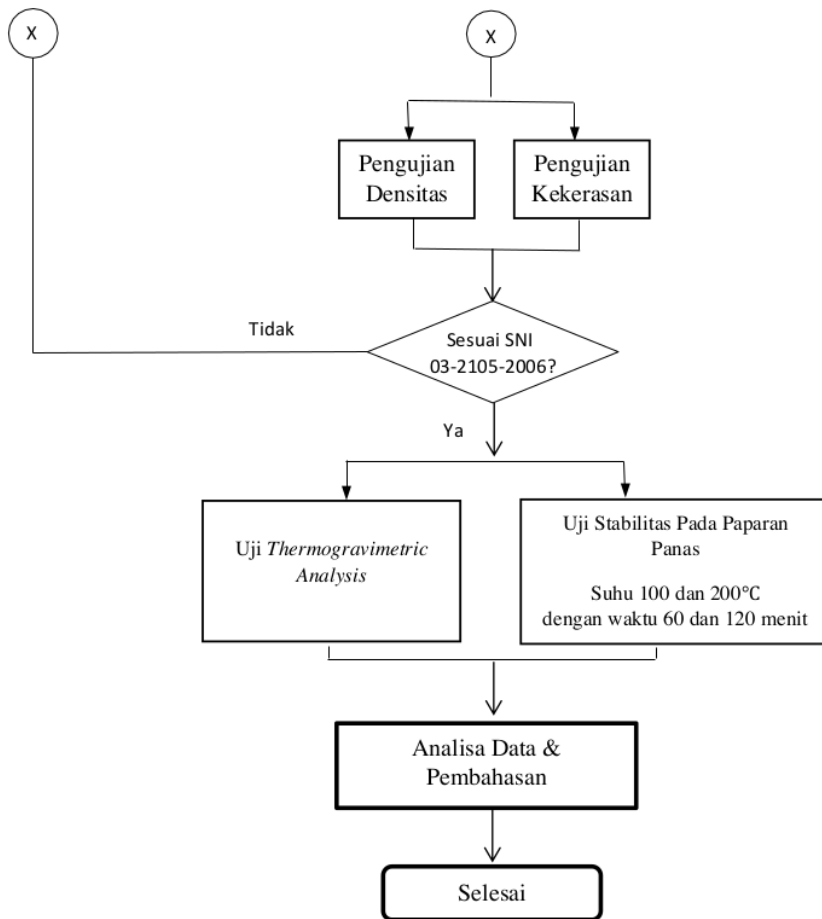 X
X
Pengujian
Densitas
Pengujian
Kekerasan
Tidak
Sesuai SNI
03-2105-2006?
Ya
Uji Thermogravimetric
Analysis
Uji Stabilitas Pada Paparan
Panas
Suhu 100 dan 200°C
dengan waktu 60 dan 120 menit
Analisa Data &
Pembahasan
Selesai